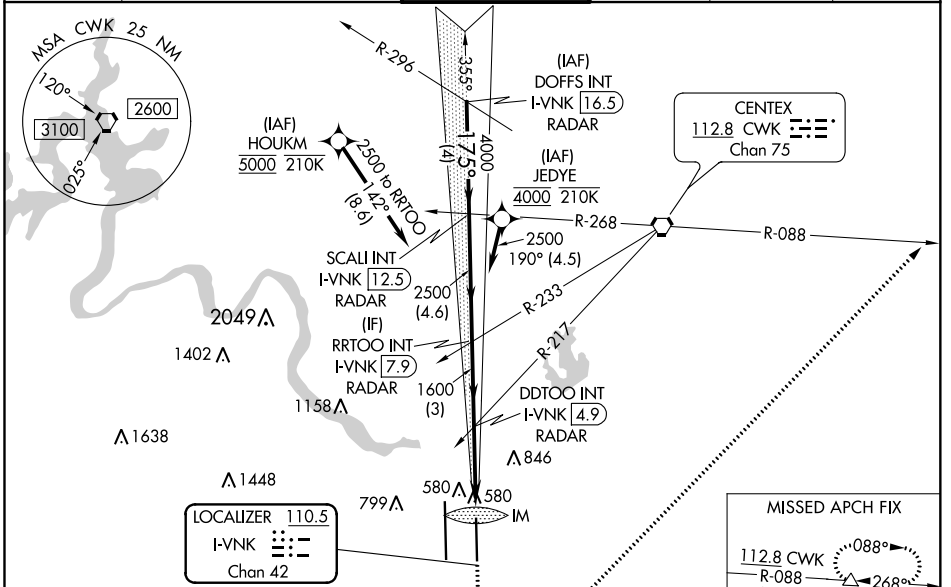 MSA CWK 25 NM
120°
2600
3100
025°
R-296
355°
(IAF)
DOFFS INT
I-VNK 16.5
RADAR
CENTEX
112.8 CWK
Chan 75
(IAF)
HOUKM
5000 210K
2500 to RRTOO
142°
(8.6)
175°
4000
(4)
(IAF)
JEDYE
4000 210K
R-268
R-088
2500
190° (4.5)
SCALI INT
I-VNK 12.5
RADAR
2500
(4.6)
R-233
R-217
2049
1402
(IF)
RRTOO INT
I-VNK 7.9
RADAR
1600
(3)
DDTOO INT
I-VNK 4.9
RADAR
1158
1638
846
1448
799
580
580
IM
LOCALIZER 110.5
I-VNK
Chan 42
MISSED APCH FIX
112.8 CWK
088°
R-088
268°